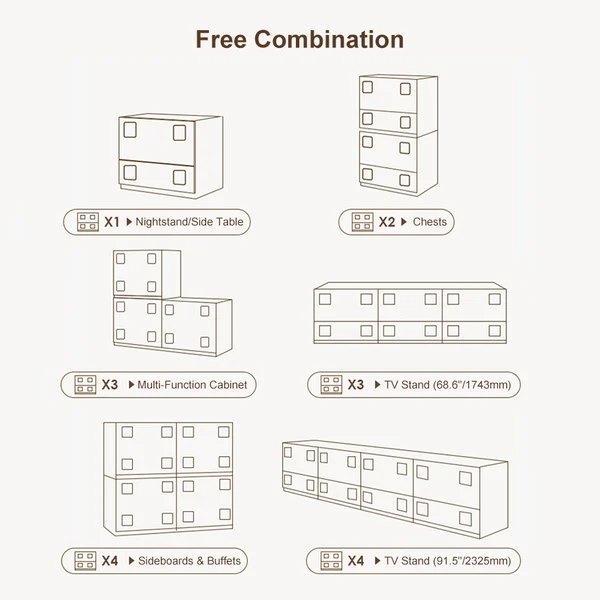 Free Combination
X1 Nightstand/Side Table
X2 Chests
X3 Multi-Function Cabinet
X3 TV Stand (68.6"/1743mm)
X4 Sideboards & Buffets
X4 TV Stand (91.5"/2325mm)